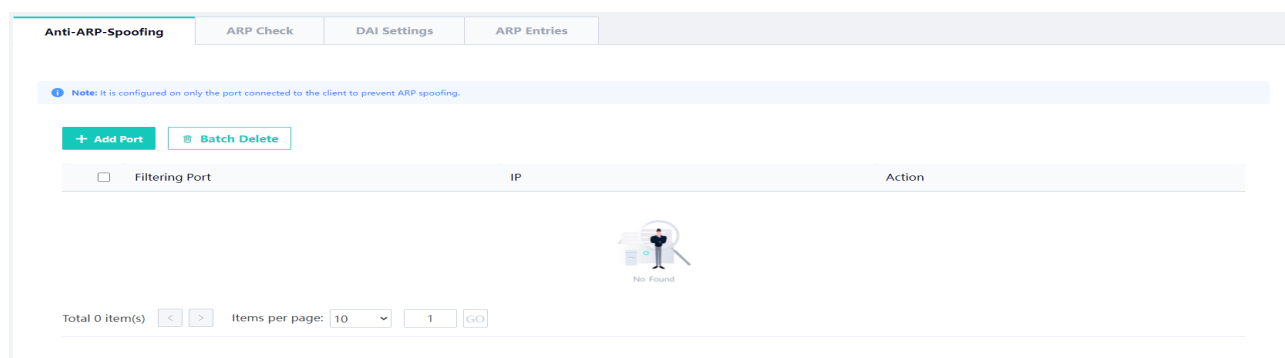 Anti-ARP-Spoofing ARP Check DAI Settings ARP Entries
Note: It is configured on only the port connected to the client to prevent ARP spoofing.
+ Add Port Batch Delete
Filtering Port IP Action
No Found
Total 0 item(s) < > Items per page: 10 1 GO